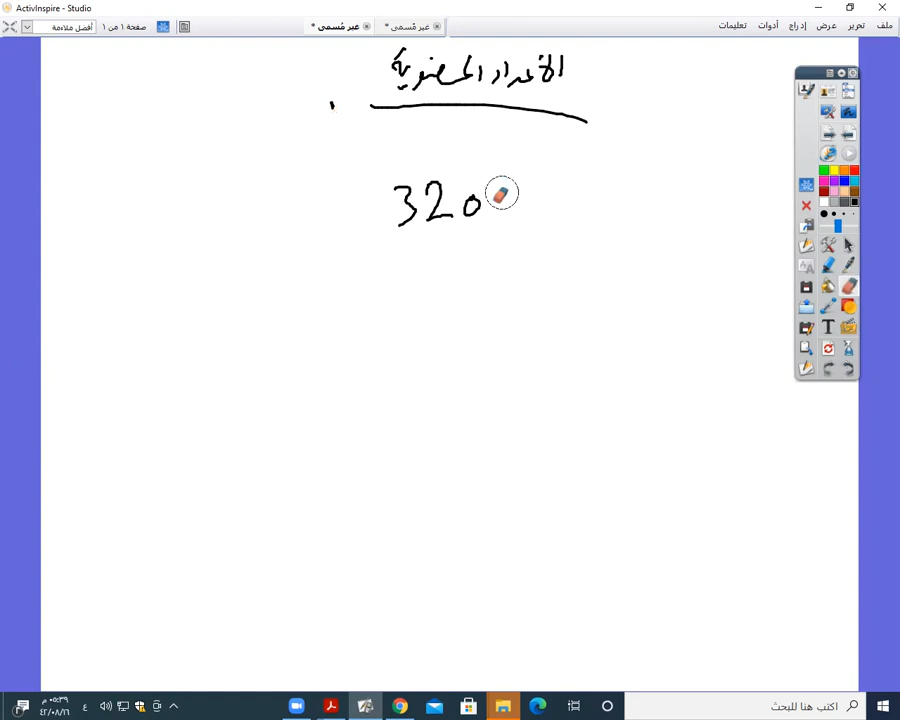 ActivInspire - Studio
ملف تحرير عرض إدراج أدوات تعليمات
غير مُسمى *
غير مُسمى *
صفحة ١ من ١
أفضل ملاءمة
الأعداد المعنوية
320
T
اكتب هنا للبحث
ع